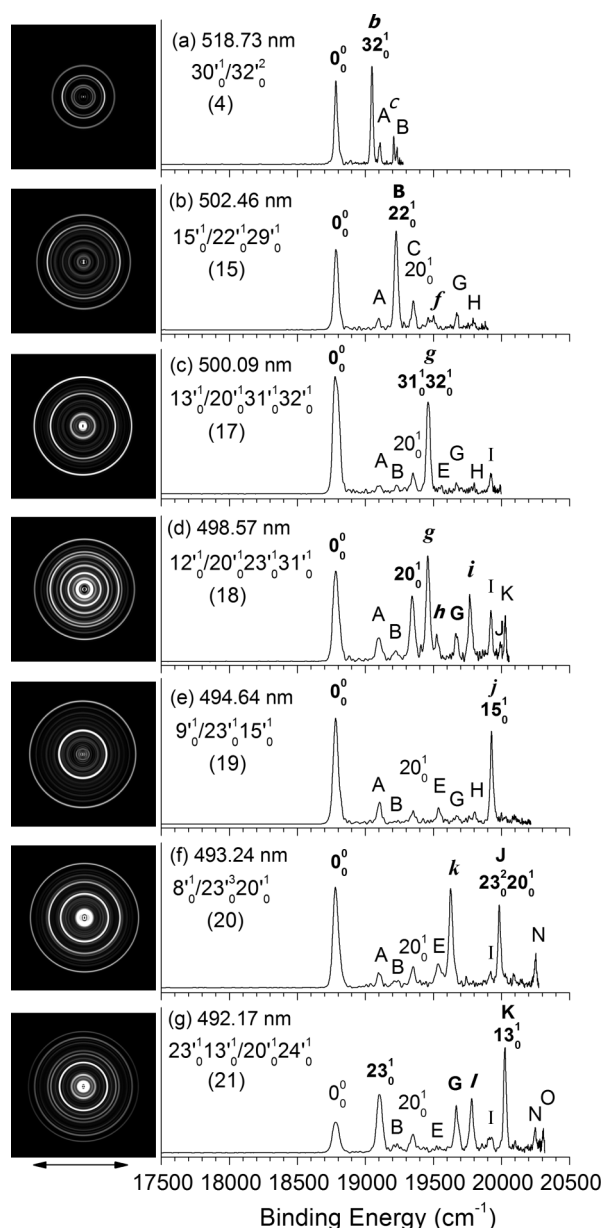 (a) 518.73 nm
30'¹₀/32'²₀
(4)
0⁰₀
b
32¹₀
A
c
B
(b) 502.46 nm
15'¹₀/22'¹₀29'¹₀
(15)
0⁰₀
A
B
22¹₀
C
20¹₀
f
G
H
(c) 500.09 nm
13'¹₀/20'¹₀31'¹₀32'¹₀
(17)
0⁰₀
A
B
20¹₀
g
31¹₀32¹₀
E
G
H
I
(d) 498.57 nm
12'¹₀/20'¹₀23'¹₀31'¹₀
(18)
0⁰₀
A
B
20¹₀
g
h
G
i
I
J
K
(e) 494.64 nm
9'¹₀/23'¹₀15'¹₀
(19)
0⁰₀
A
B
20¹₀
E
G
H
j
15¹₀
(f) 493.24 nm
8'¹₀/23'³₀20'¹₀
(20)
0⁰₀
A
B
20¹₀
E
k
I
J
23²₀20¹₀
N
(g) 492.17 nm
23'¹₀13'¹₀/20'¹₀24'¹₀
(21)
0⁰₀
23¹₀
B
20¹₀
E
G
l
I
K
13¹₀
N
O
17500 18000 18500 19000 19500 20000 20500
Binding Energy (cm⁻¹)